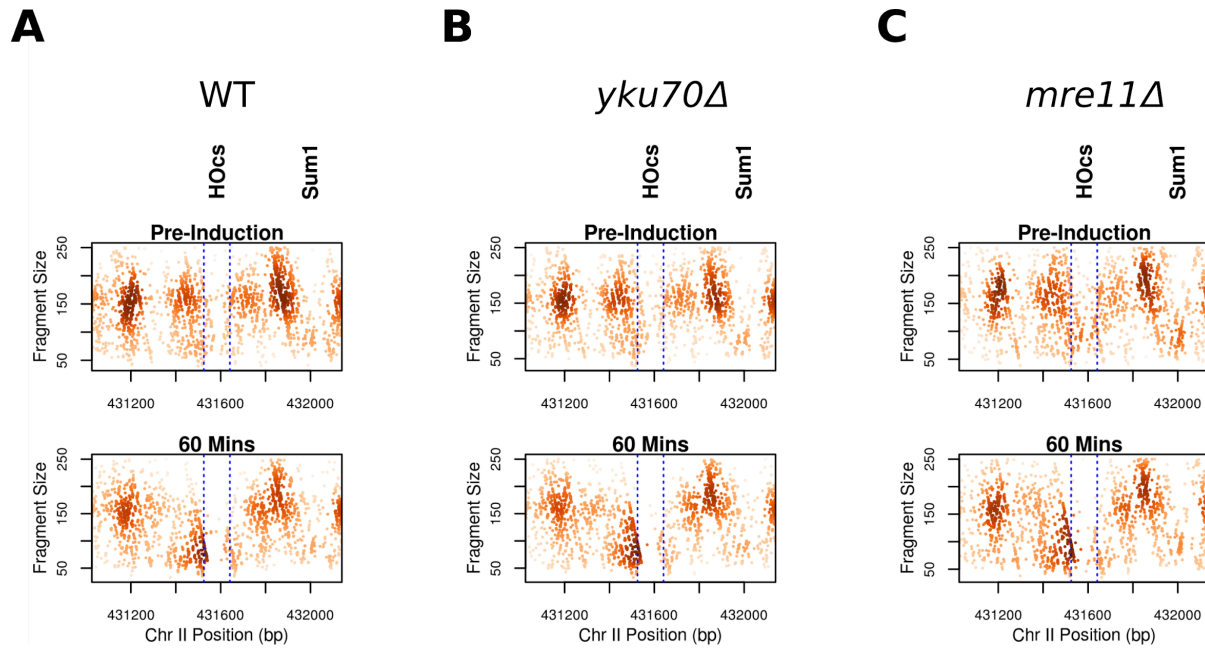 A
B
C
WT
yku70Δ
mre11Δ
HOcs
Sum1
HOcs
Sum1
HOcs
Sum1
Pre-Induction
Pre-Induction
Pre-Induction
Fragment Size
250
150
50
Fragment Size
250
150
50
Fragment Size
250
150
50
431200
431600
432000
431200
431600
432000
431200
431600
432000
60 Mins
60 Mins
60 Mins
Fragment Size
250
150
50
Fragment Size
250
150
50
Fragment Size
250
150
50
431200
431600
432000
431200
431600
432000
431200
431600
432000
Chr II Position (bp)
Chr II Position (bp)
Chr II Position (bp)